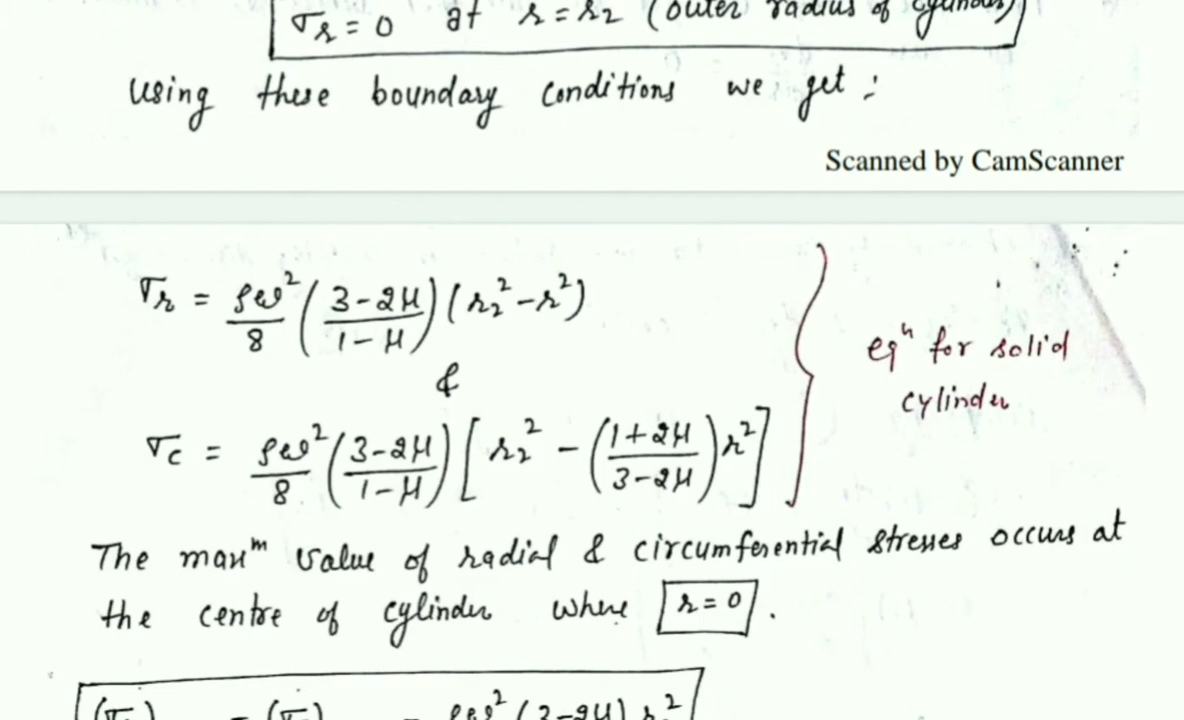 σr = 0 at r = r2 (outer radius of cylinder)
using these boundary conditions we get :
Scanned by CamScanner
σr = ρω²/8 (3-2μ/1-μ) (r2² - r²)
&
σc = ρω²/8 (3-2μ/1-μ) [r2² - (1+2μ/3-2μ) r²]
eqⁿ for solid
cylinder
The maxᵐ value of radial & circumferential stresses occurs at
the centre of cylinder where r = 0 .